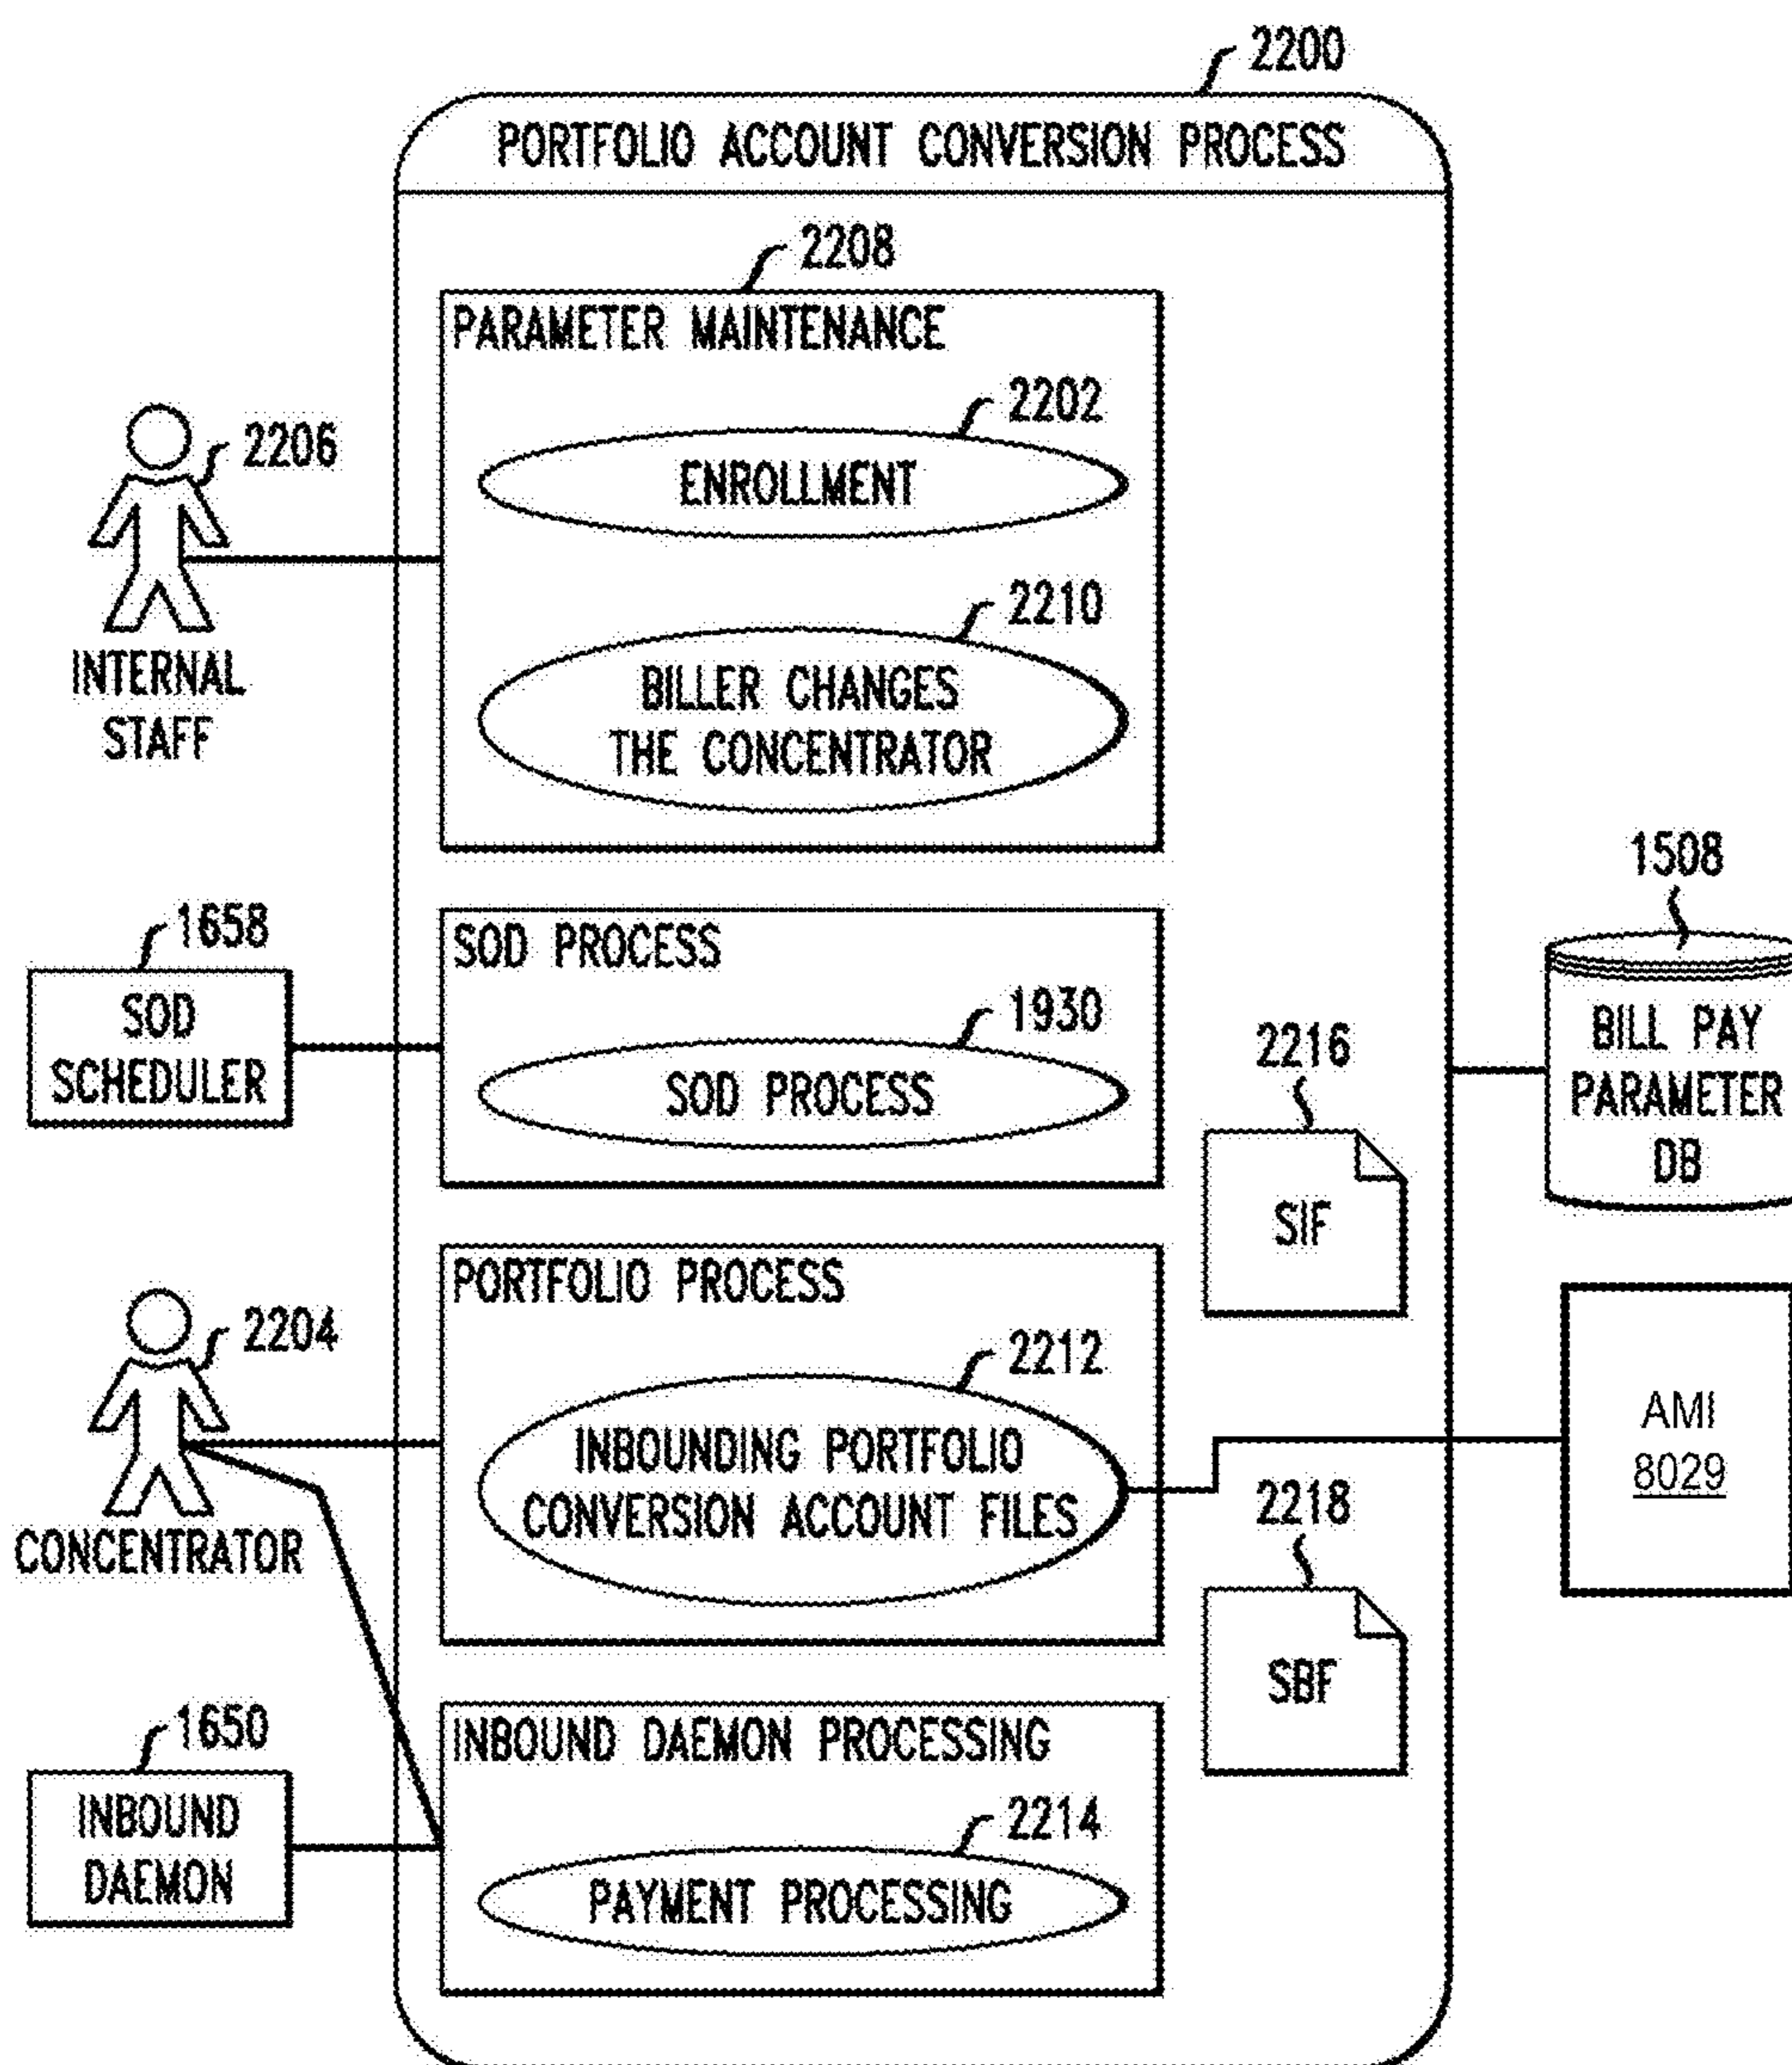 2200
PORTFOLIO ACCOUNT CONVERSION PROCESS
2208
PARAMETER MAINTENANCE
2202
ENROLLMENT
2206
INTERNAL
STAFF
2210
BILLER CHANGES
THE CONCENTRATOR
1658
SOD
SCHEDULER
SOD PROCESS
1930
SOD PROCESS
1508
BILL PAY
PARAMETER
DB
2216
SIF
2204
CONCENTRATOR
PORTFOLIO PROCESS
2212
INBOUNDING PORTFOLIO
CONVERSION ACCOUNT FILES
AMI
8029
2218
SBF
1650
INBOUND
DAEMON
INBOUND DAEMON PROCESSING
2214
PAYMENT PROCESSING